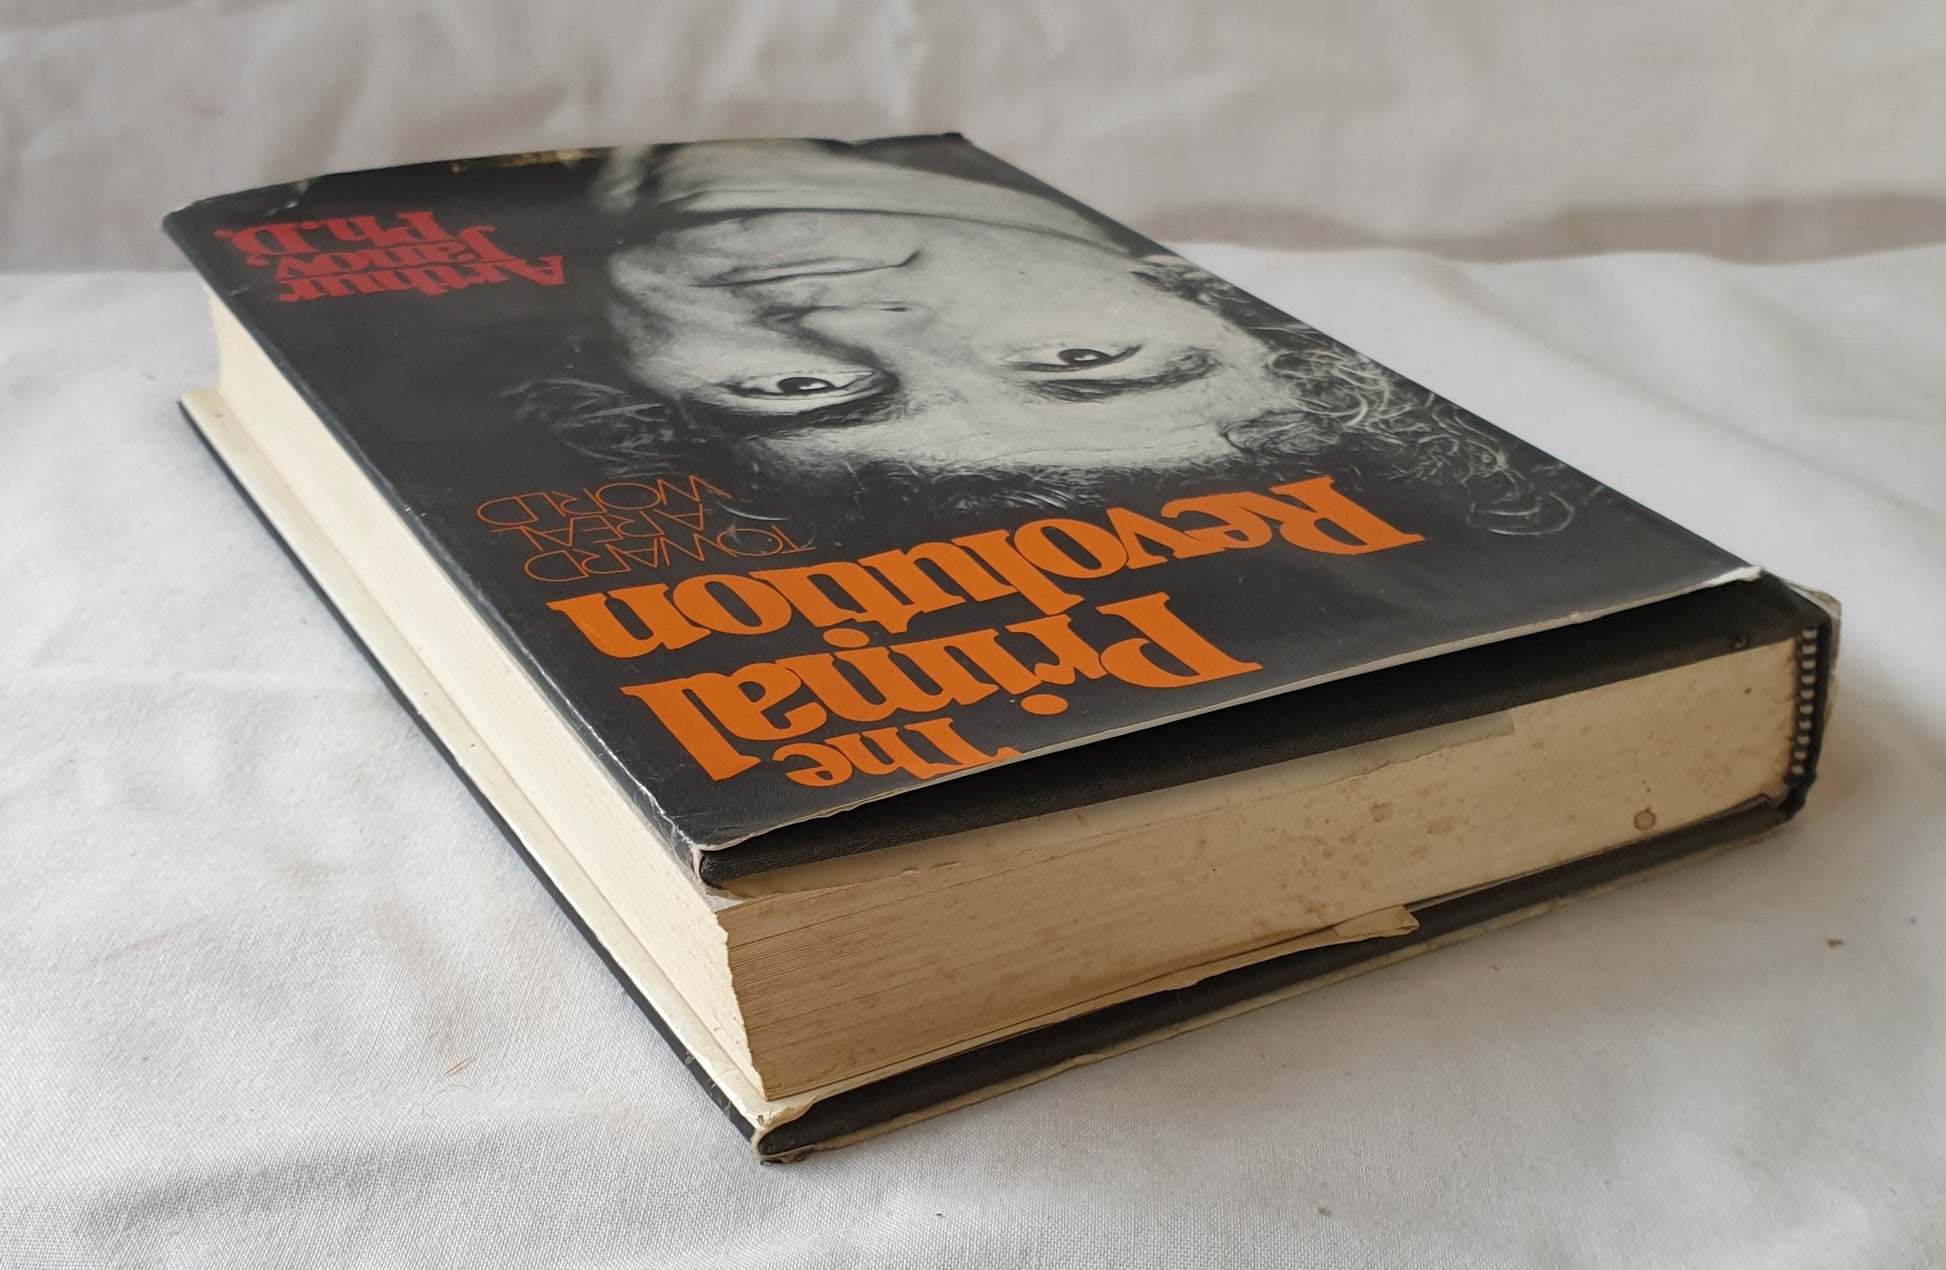 The
Primal
Revolution
TOWARD
A REAL
WORLD
Arthur
Janov,
Ph.D.